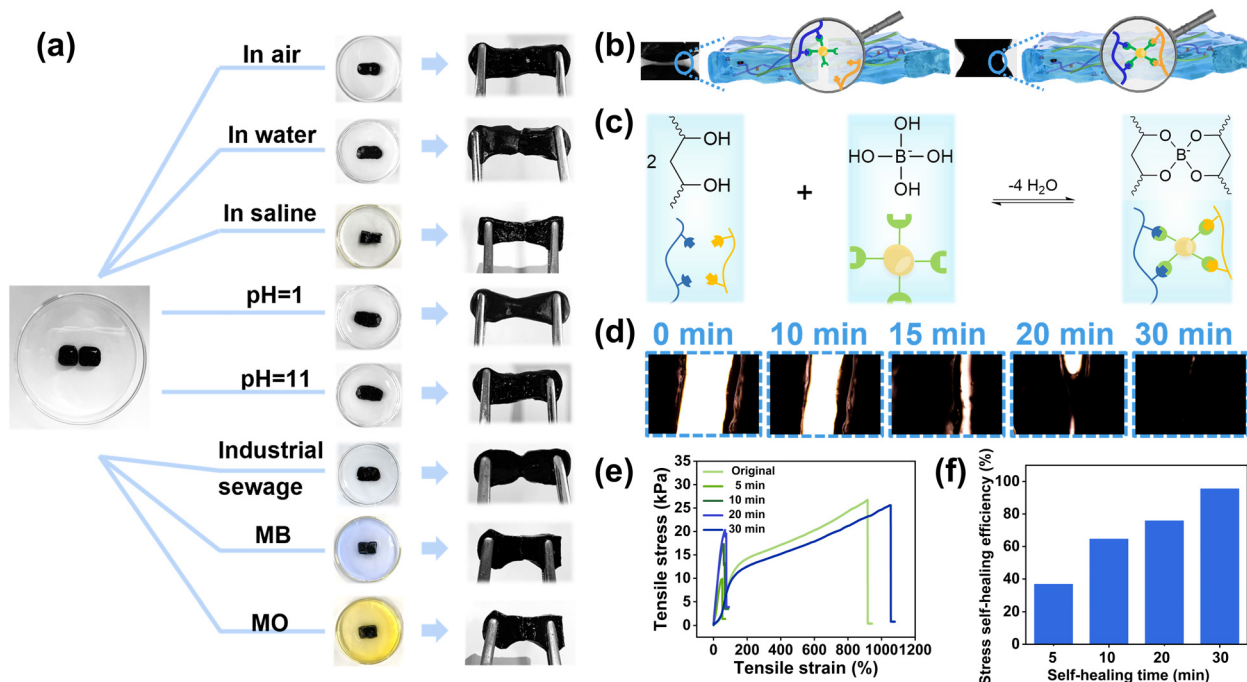 (a)
In air
In water
In saline
pH=1
pH=11
Industrial
sewage
MB
MO
(b)
(c)
2
OH
OH
+
OH
HO
B-
OH
OH
-4 H2O
O
O
B-
O
O
(d)
0 min
10 min
15 min
20 min
30 min
(e)
Tensile stress (kPa)
35
30
25
20
15
10
5
0
Original
5 min
10 min
20 min
30 min
0
200
400
600
800
1000
1200
Tensile strain (%)
(f)
Stress self-healing efficiency (%)
100
80
60
40
20
0
5
10
20
30
Self-healing time (min)